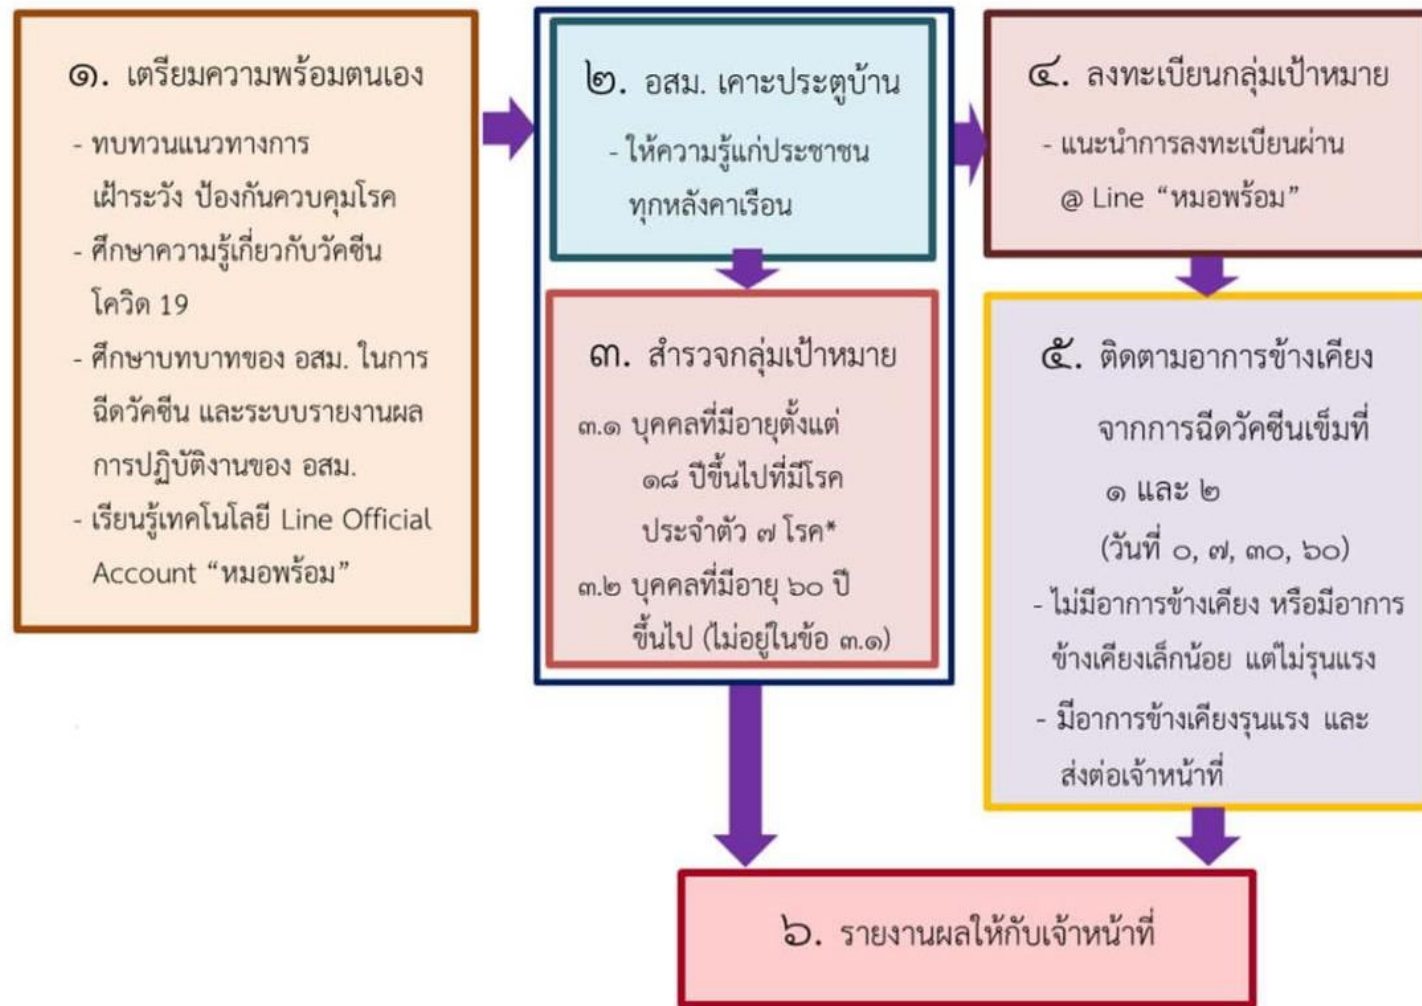 ๑. เตรียมความพร้อมตนเอง
- ทบทวนแนวทางการ
เฝ้าระวัง ป้องกันควบคุมโรค
- ศึกษาความรู้เกี่ยวกับวัคซีน
โควิด 19
- ศึกษาบทบาทของ อสม. ในการ
ฉีดวัคซีน และระบบรายงานผล
การปฏิบัติงานของ อสม.
- เรียนรู้เทคโนโลยี Line Official
Account “หมอพร้อม”
๒. อสม. เคาะประตูบ้าน
- ให้ความรู้แก่ประชาชน
ทุกหลังคาเรือน
๓. สำรวจกลุ่มเป้าหมาย
๓.๑ บุคคลที่มีอายุตั้งแต่
๑๘ ปีขึ้นไปที่มีโรค
ประจำตัว ๗ โรค*
๓.๒ บุคคลที่มีอายุ ๖๐ ปี
ขึ้นไป (ไม่อยู่ในข้อ ๓.๑)
๔. ลงทะเบียนกลุ่มเป้าหมาย
- แนะนำการลงทะเบียนผ่าน
@ Line “หมอพร้อม”
๕. ติดตามอาการข้างเคียง
จากการฉีดวัคซีนเข็มที่
๑ และ ๒
(วันที่ ๐, ๗, ๓๐, ๖๐)
- ไม่มีอาการข้างเคียง หรือมีอาการ
ข้างเคียงเล็กน้อย แต่ไม่รุนแรง
- มีอาการข้างเคียงรุนแรง และ
ส่งต่อเจ้าหน้าที่
๖. รายงานผลให้กับเจ้าหน้าที่